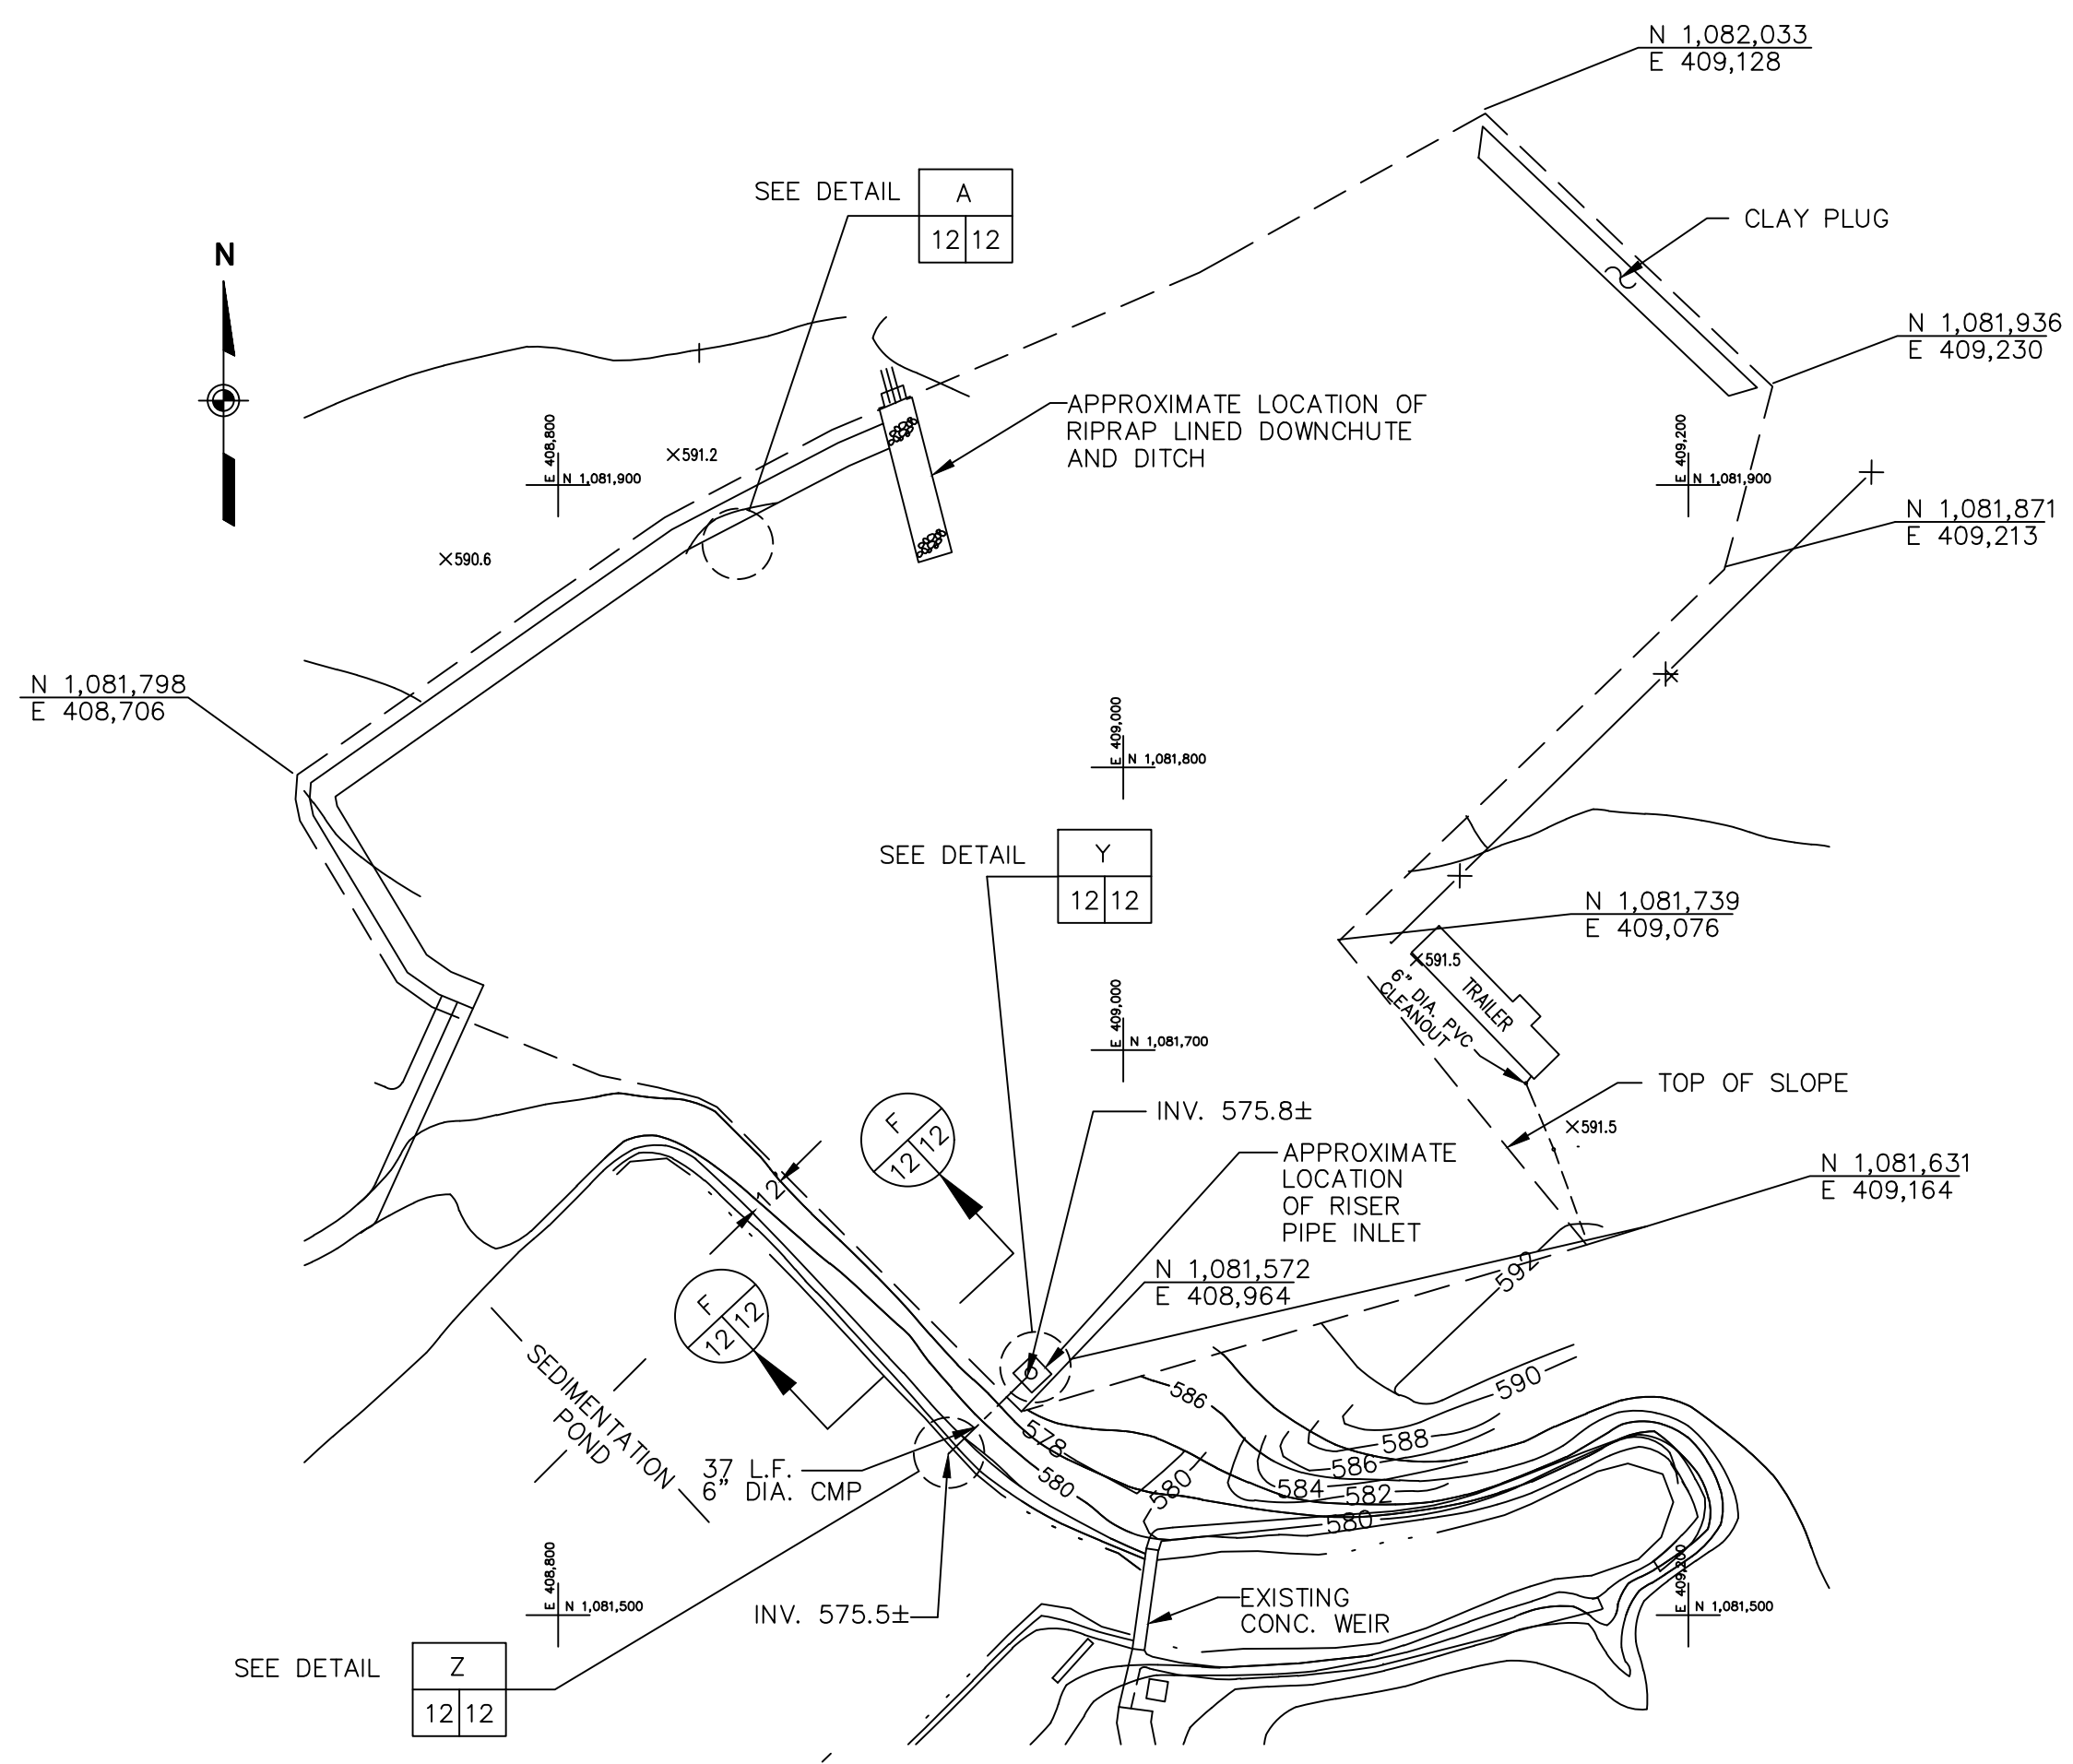 N 1,082,033
E 409,128
SEE DETAIL
A
12 12
CLAY PLUG
N
N 1,081,936
E 409,230
APPROXIMATE LOCATION OF
RIPRAP LINED DOWNCHUTE
AND DITCH
E 408,800
N 1,081,900
×591.2
E 409,200
N 1,081,900
N 1,081,871
E 409,213
×590.6
N 1,081,798
E 408,706
E 409,000
N 1,081,800
SEE DETAIL
Y
12 12
N 1,081,739
E 409,076
×591.5
TRAILER
6" DIA. PVC
CLEANOUT
E 409,000
N 1,081,700
TOP OF SLOPE
INV. 575.8±
F
12 12
×591.5
APPROXIMATE
LOCATION
OF RISER
PIPE INLET
N 1,081,631
E 409,164
12
N 1,081,572
E 408,964
592
F
12 12
SEDIMENTATION
POND
586
590
578
588
586
580
580
584
582
580
37 L.F.
6" DIA. CMP
E 408,800
N 1,081,500
INV. 575.5±
EXISTING
CONC. WEIR
E 409,200
N 1,081,500
SEE DETAIL
Z
12 12